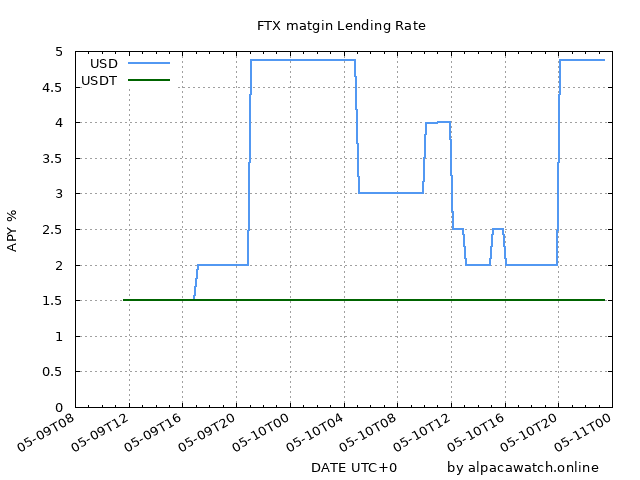 FTX matgin Lending Rate
USD
USDT
5
4.5
4
3.5
3
2.5
2
1.5
1
0.5
0
APY %
05-09T08
05-09T12
05-09T16
05-09T20
05-10T00
05-10T04
05-10T08
05-10T12
05-10T16
05-10T20
05-11T00
DATE UTC+0
by alpacawatch.online